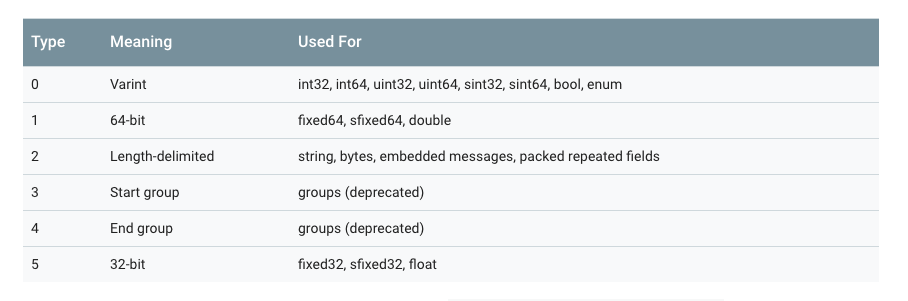 Type Meaning Used For
0 Varint int32, int64, uint32, uint64, sint32, sint64, bool, enum
1 64-bit fixed64, sfixed64, double
2 Length-delimited string, bytes, embedded messages, packed repeated fields
3 Start group groups (deprecated)
4 End group groups (deprecated)
5 32-bit fixed32, sfixed32, float